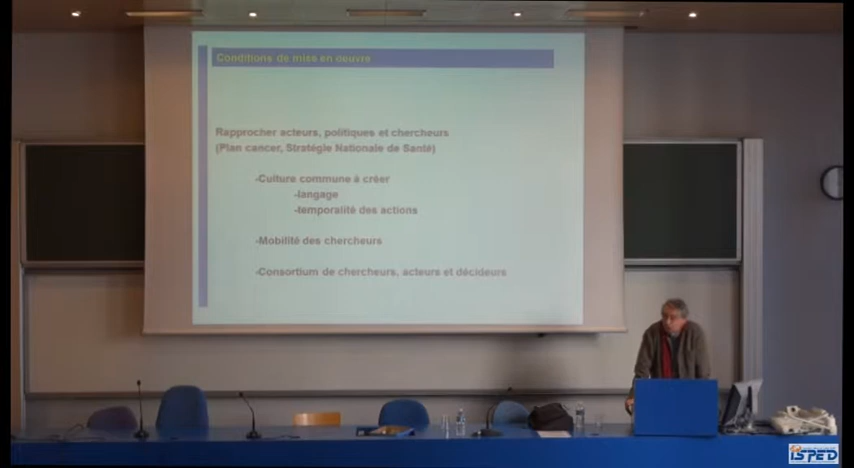 Conditions de mise en oeuvre
Rapprocher acteurs, politiques et chercheurs
(Plan cancer, Stratégie Nationale de Santé)
-Culture commune à créer
-langage
-temporalité des actions
-Mobilité des chercheurs
-Consortium de chercheurs, acteurs et décideurs
ISPED